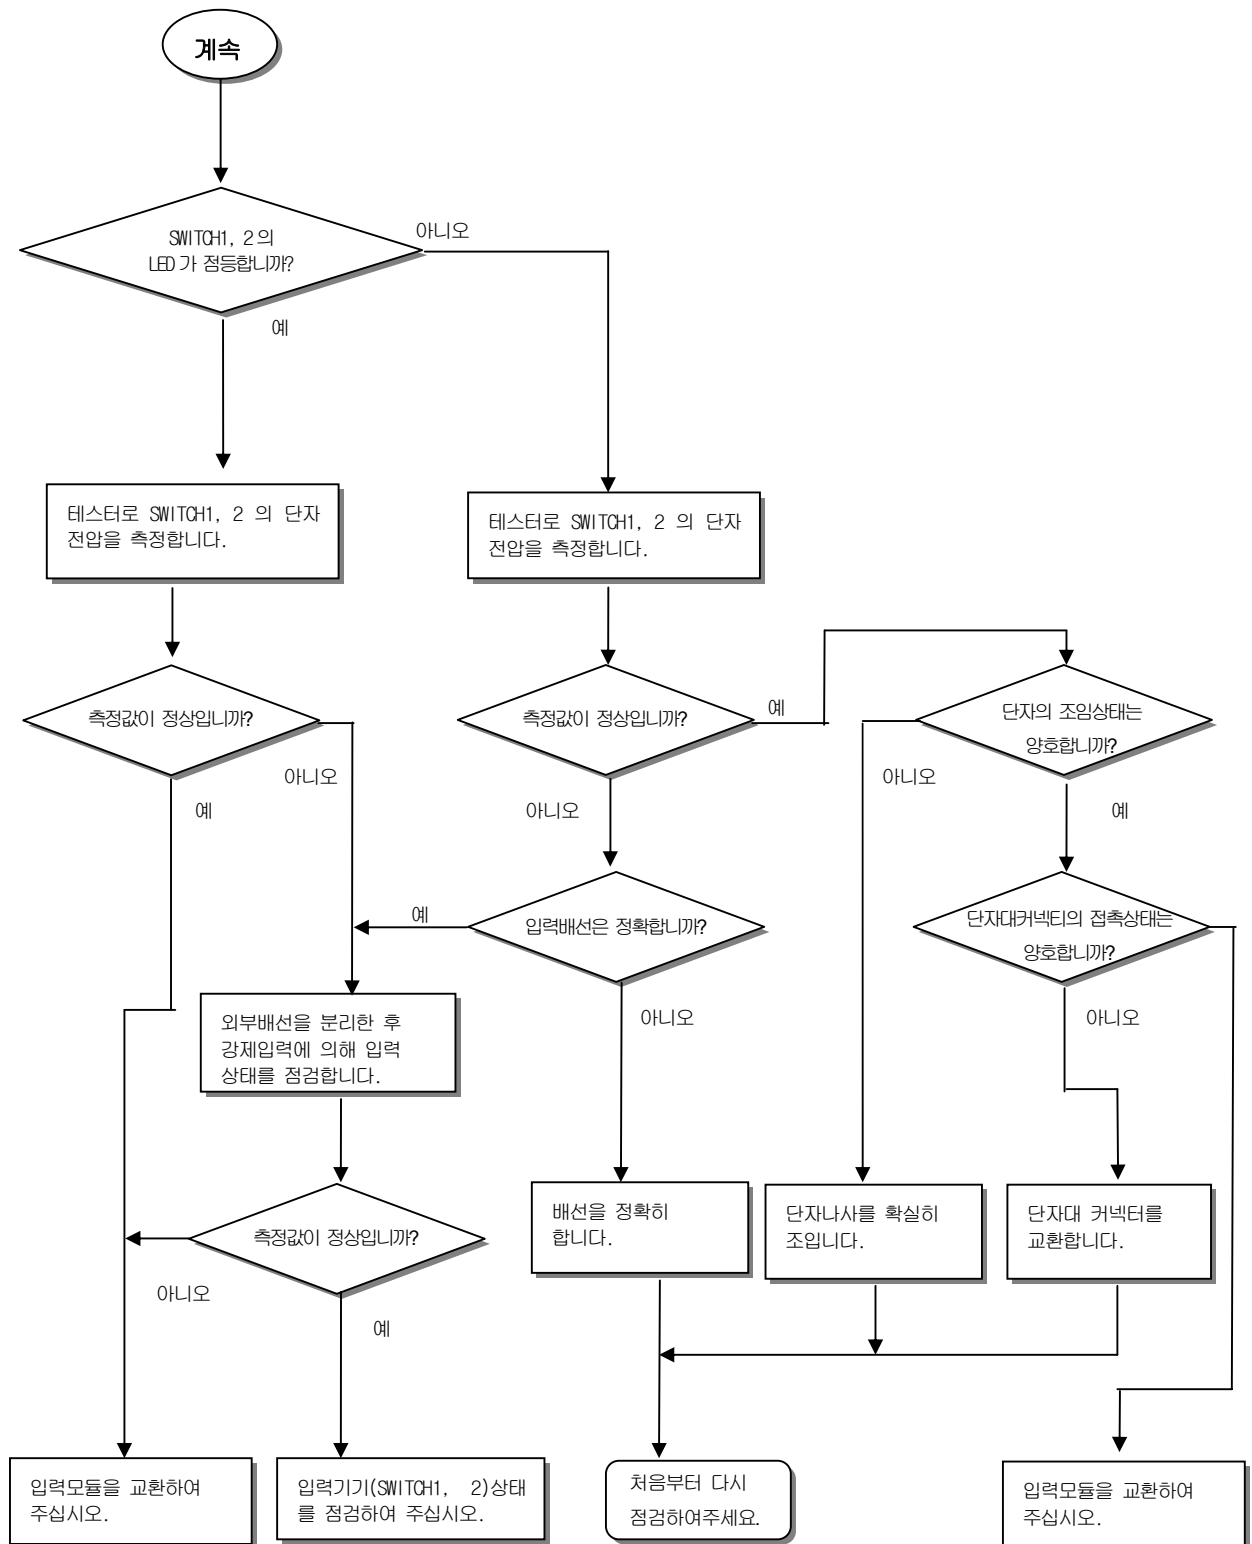 계속
SWITCH1, 2의
LED가 점등합니까?
아니오
예
테스터로 SWITCH1, 2 의 단자
전압을 측정합니다.
테스터로 SWITCH1, 2 의 단자
전압을 측정합니다.
측정값이 정상입니까?
아니오
예
측정값이 정상입니까?
예
아니오
단자의 조임상태는
양호합니까?
아니오
예
입력배선은 정확합니까?
예
아니오
단자대커넥티의 접촉상태는
양호합니까?
아니오
외부배선을 분리한 후
강제입력에 의해 입력
상태를 점검합니다.
측정값이 정상입니까?
아니오
예
배선을 정확히
합니다.
단자나사를 확실히
조입니다.
단자대 커넥터를
교환합니다.
입력모듈을 교환하여
주십시오.
입력기기(SWITCH1, 2)상태
를 점검하여 주십시오.
처음부터 다시
점검하여주세요.
입력모듈을 교환하여
주십시오.